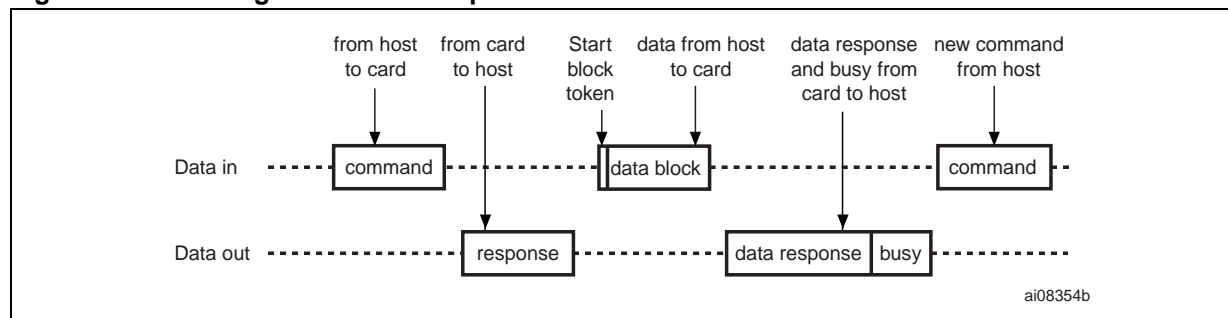 from host
to card
from card
to host
Start
block
token
data from host
to card
data response
and busy from
card to host
new command
from host
Data in
command
data block
command
Data out
response
data response
busy
ai08354b